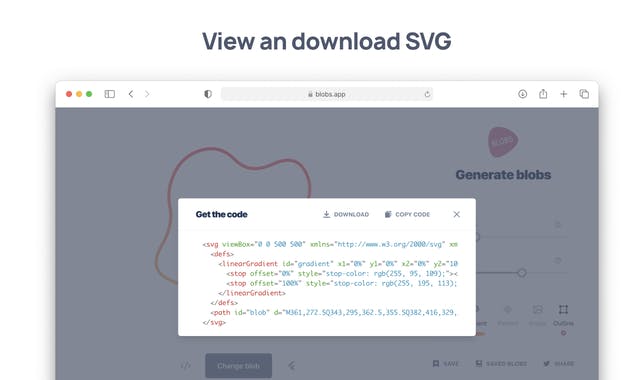 View an download SVG
blobs.app
BLOBS
Generate blobs
Get the code
DOWNLOAD
COPY CODE
<svg viewBox="0 0 500 500" xmlns="http://www.w3.org/2000/svg" xm
<defs>
<linearGradient id="gradient" x1="0%" y1="0%" x2="0%" y2="10
<stop offset="0%" style="stop-color: rgb(255, 95, 109);"><
<stop offset="100%" style="stop-color: rgb(255, 195, 113);
</linearGradient>
</defs>
<path id="blob" d="M361,272.5Q343,295,362.5,355.5Q382,416,329,
</svg>
Pattern
Image
Outline
</>
Change blob
SAVE
SAVED BLOBS
SHARE